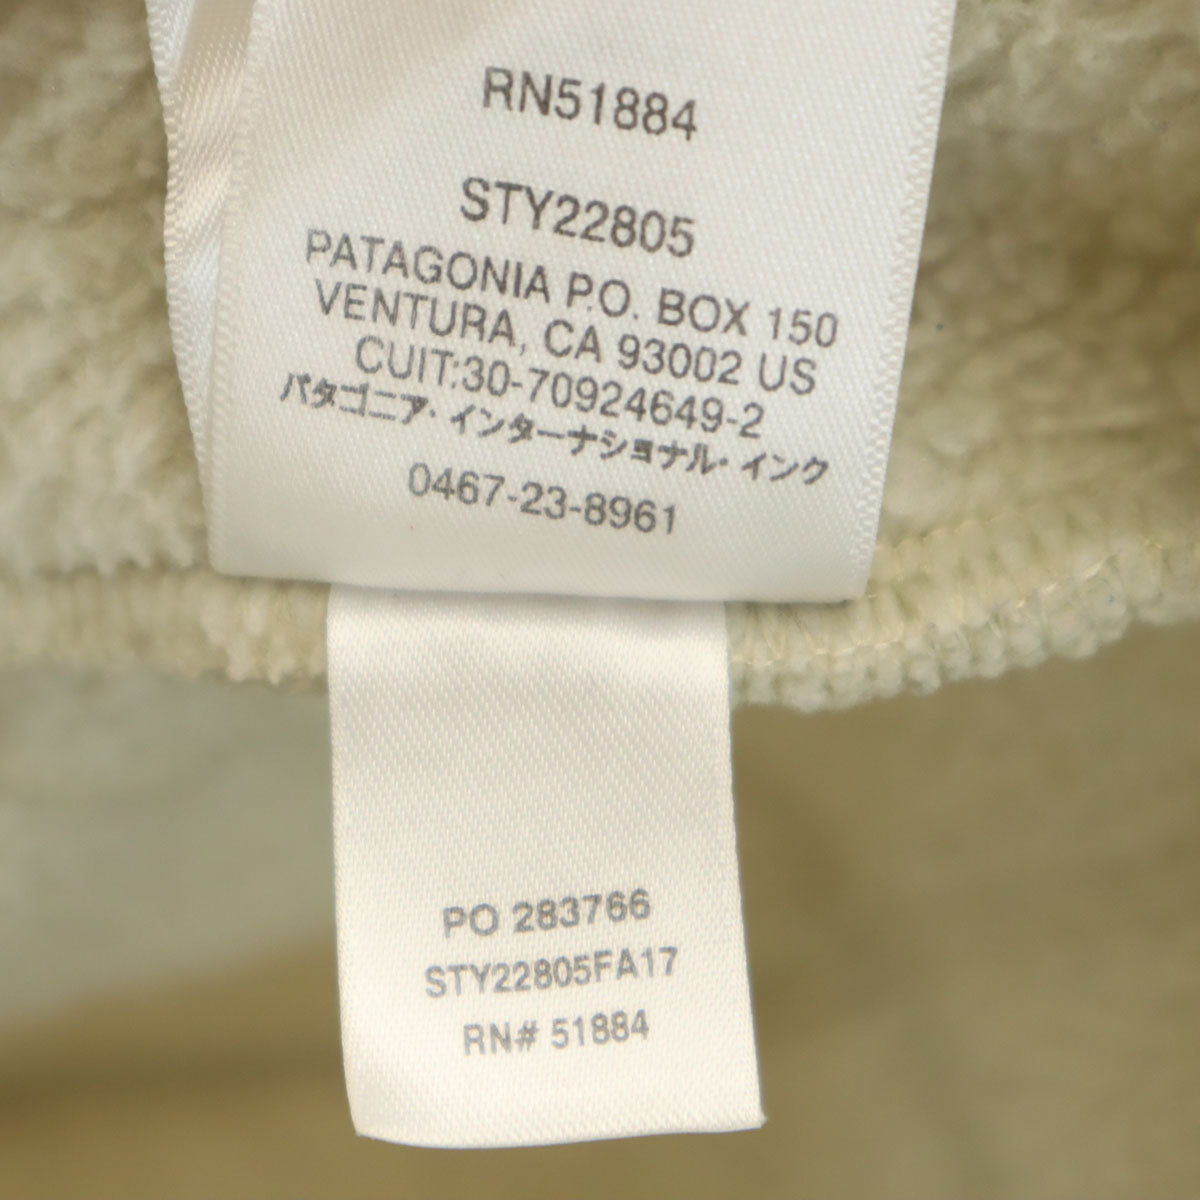 RN51884
STY22805
PATAGONIA P.O. BOX 150
VENTURA, CA 93002 US
CUIT:30-70924649-2
パタゴニア・インターナショナル・インク
0467-23-8961
PO 283766
STY22805FA17
RN# 51884